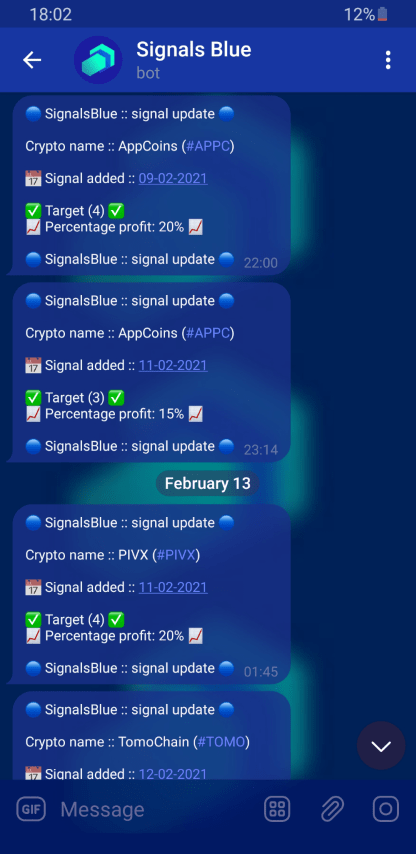 18:02 12%
Signals Blue
bot
SignalsBlue :: signal update
Crypto name :: AppCoins (#APPC)
17 Signal added :: 09-02-2021
Target (4)
Percentage profit: 20%
SignalsBlue :: signal update 22:00
SignalsBlue :: signal update
Crypto name :: AppCoins (#APPC)
17 Signal added :: 11-02-2021
Target (3)
Percentage profit: 15%
SignalsBlue :: signal update 23:14
February 13
SignalsBlue :: signal update
Crypto name :: PIVX (#PIVX)
17 Signal added :: 11-02-2021
Target (4)
Percentage profit: 20%
SignalsBlue :: signal update 01:45
SignalsBlue :: signal update
Crypto name :: TomoChain (#TOMO)
17 Signal added :: 12-02-2021
GIF Message